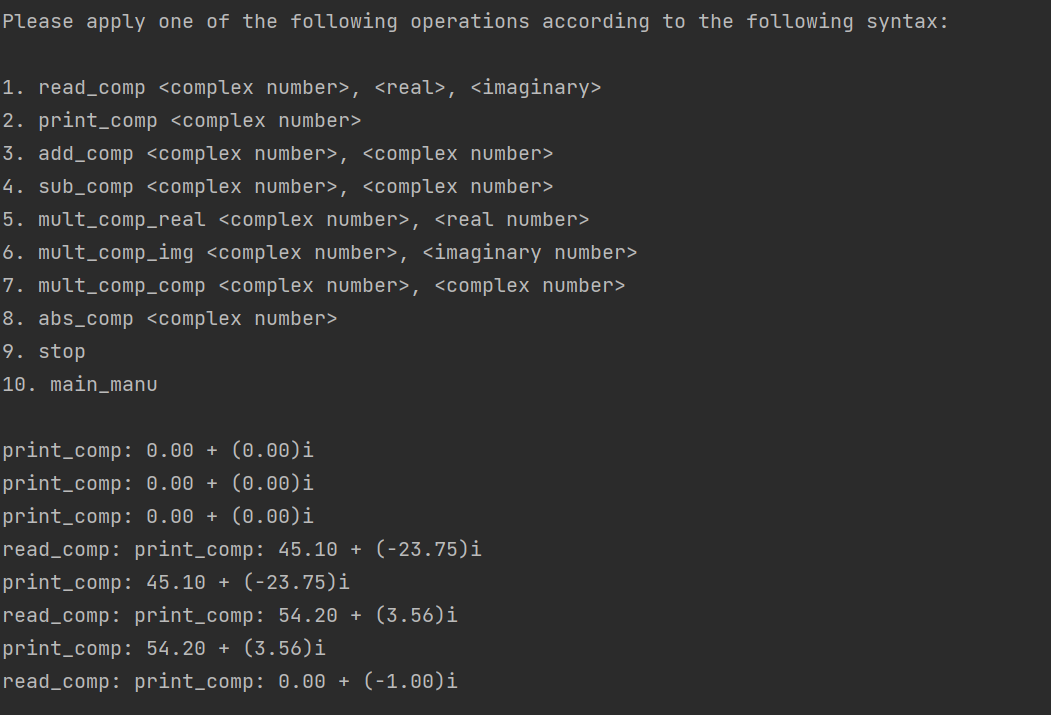 Please apply one of the following operations according to the following syntax:
1. read_comp <complex number>, <real>, <imaginary>
2. print_comp <complex number>
3. add_comp <complex number>, <complex number>
4. sub_comp <complex number>, <complex number>
5. mult_comp_real <complex number>, <real number>
6. mult_comp_img <complex number>, <imaginary number>
7. mult_comp_comp <complex number>, <complex number>
8. abs_comp <complex number>
9. stop
10. main_manu
print_comp: 0.00 + (0.00)i
print_comp: 0.00 + (0.00)i
print_comp: 0.00 + (0.00)i
read_comp: print_comp: 45.10 + (-23.75)i
print_comp: 45.10 + (-23.75)i
read_comp: print_comp: 54.20 + (3.56)i
print_comp: 54.20 + (3.56)i
read_comp: print_comp: 0.00 + (-1.00)i